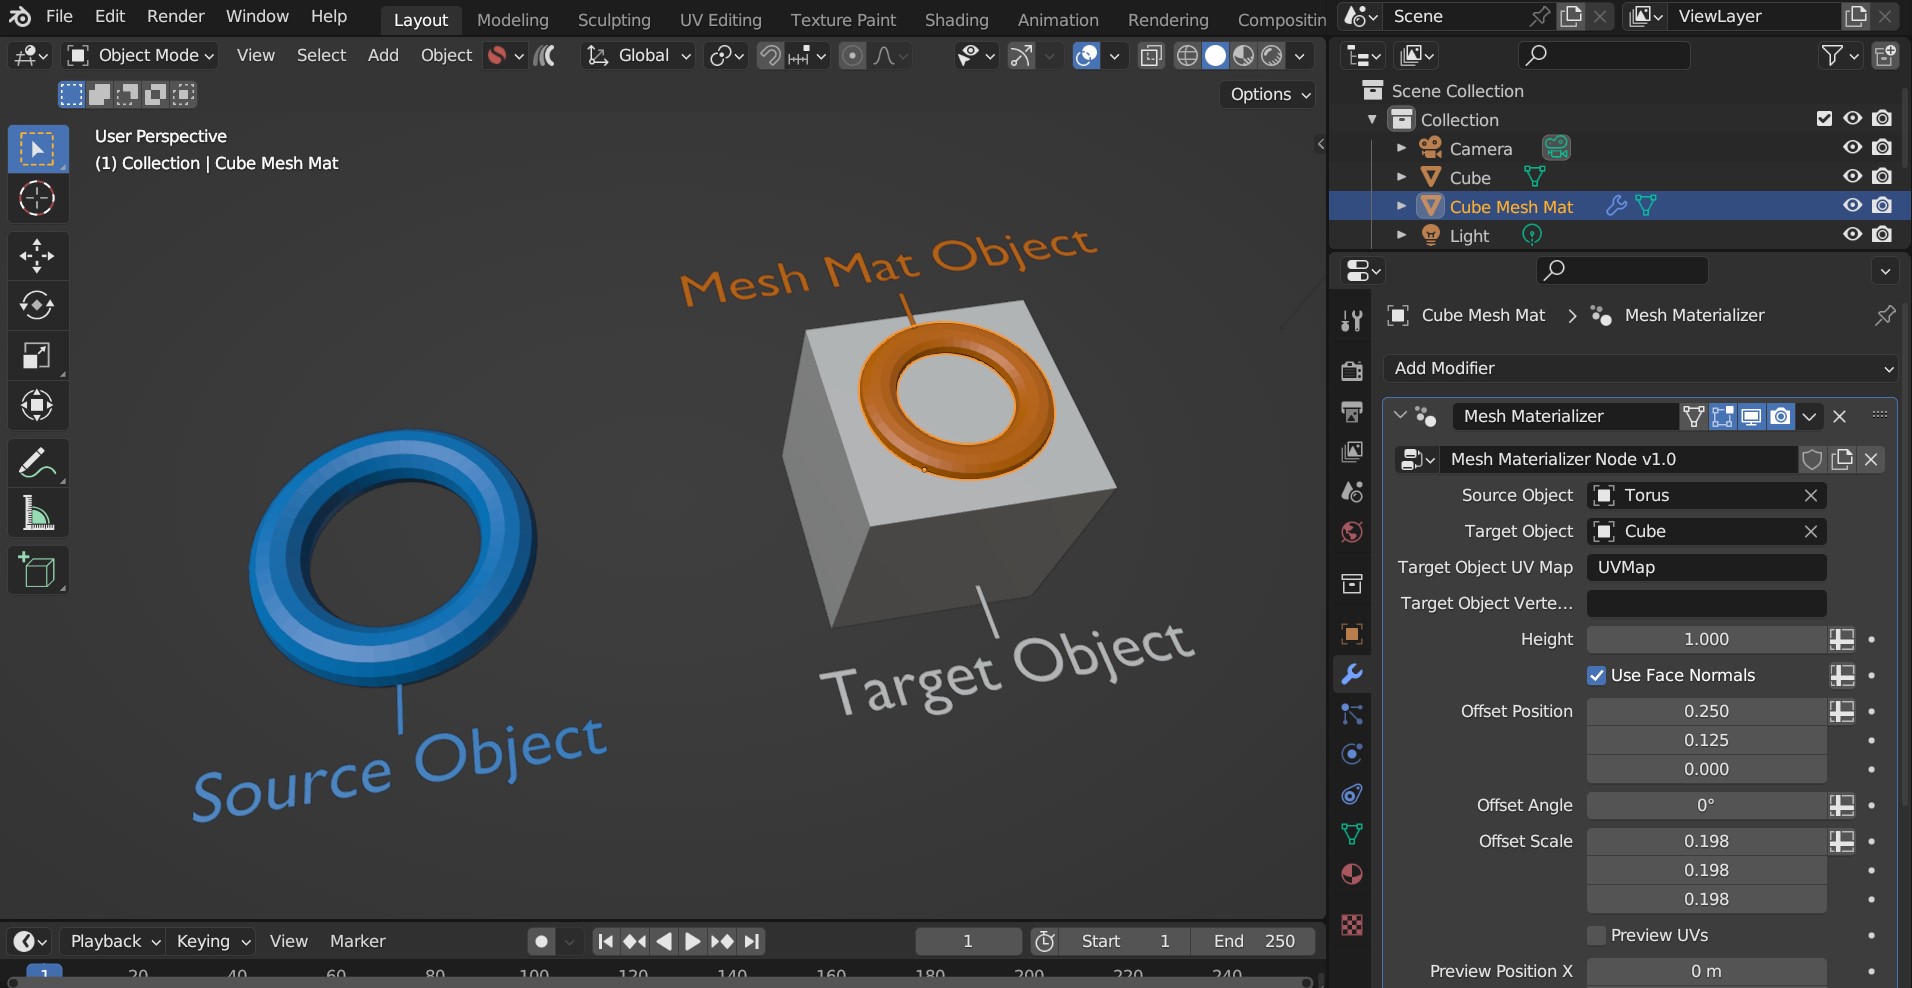 File Edit Render Window Help Layout Modeling Sculpting UV Editing Texture Paint Shading Animation Rendering Compositin
Scene ViewLayer
Object Mode View Select Add Object Global
Options
User Perspective
(1) Collection | Cube Mesh Mat
Mesh Mat Object
Target Object
Source Object
Scene Collection
Collection
Camera
Cube
Cube Mesh Mat
Light
Cube Mesh Mat > Mesh Materializer
Add Modifier
Mesh Materializer
Mesh Materializer Node v1.0
Source Object Torus
Target Object Cube
Target Object UV Map UVMap
Target Object Verte...
Height 1.000
Use Face Normals
Offset Position 0.250
0.125
0.000
Offset Angle 0°
Offset Scale 0.198
0.198
0.198
Preview UVs
Preview Position X 0 m
Playback Keying View Marker 1 Start 1 End 250
1 20 40 60 80 100 120 140 160 180 200 220 240